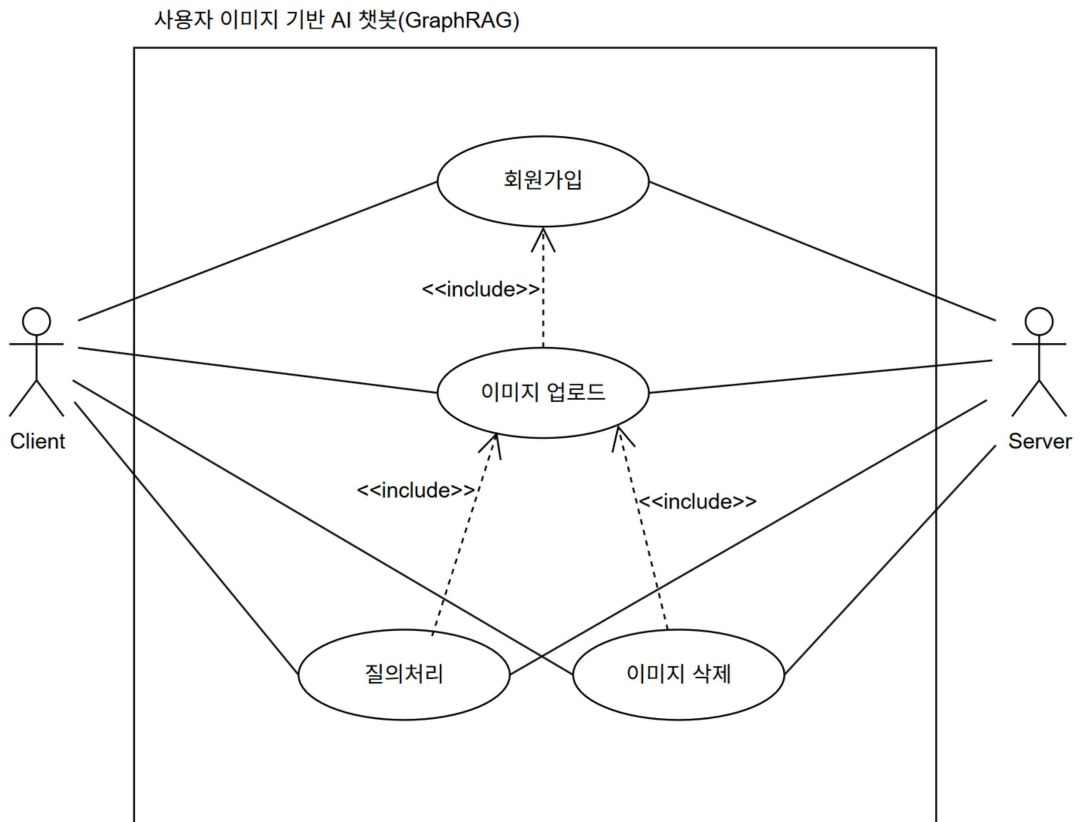 사용자 이미지 기반 AI 챗봇(GraphRAG)
회원가입
<<include>>
이미지 업로드
Client
Server
<<include>>
<<include>>
질의처리
이미지 삭제